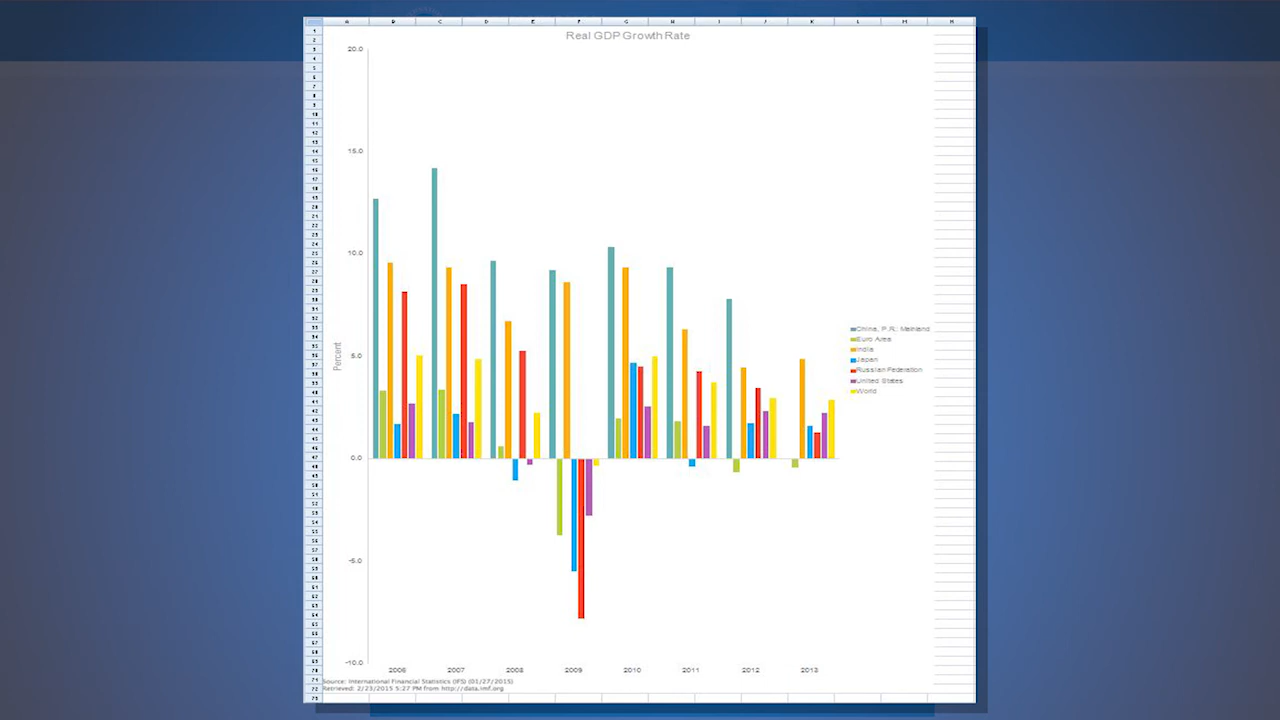 A B C D E F G H I J K L M N
Real GDP Growth Rate
20.0
15.0
10.0
5.0
0.0
-5.0
-10.0
Percent
China, P.R.: Mainland
Euro Area
India
Japan
Russian Federation
United States
World
2006 2007 2008 2009 2010 2011 2012 2013
Source: International Financial Statistics (IFS) (01/27/2015)
Retrieved: 2/23/2015 5:27 PM from http://data.imf.org